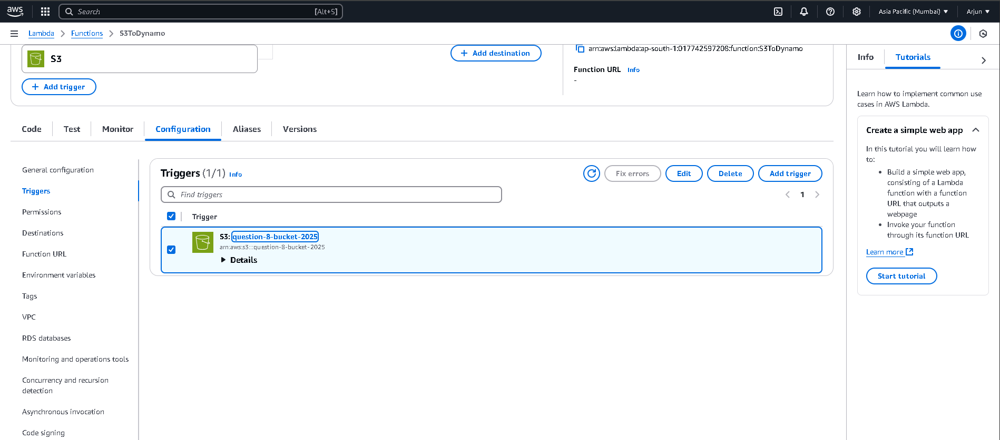 aws
Search
[Alt+S]
Asia Pacific (Mumbai)
Arjun
Lambda
Functions
S3ToDynamo
S3
Add trigger
Add destination
arn:aws:lambda:ap-south-1:017742597208:function:S3ToDynamo
Function URL Info
-
Code
Test
Monitor
Configuration
Aliases
Versions
General configuration
Triggers
Permissions
Destinations
Function URL
Environment variables
Tags
VPC
RDS databases
Monitoring and operations tools
Concurrency and recursion
detection
Asynchronous invocation
Code signing
Triggers (1/1) Info
Fix errors
Edit
Delete
Add trigger
Find triggers
1
Trigger
S3: question-8-bucket-2025
arn:aws:s3:::question-8-bucket-2025
Details
Info
Tutorials
Learn how to implement common use
cases in AWS Lambda.
Create a simple web app
In this tutorial you will learn how
to:
• Build a simple web app,
consisting of a Lambda
function with a function
URL that outputs a
webpage
• Invoke your function
through its function URL
Learn more
Start tutorial